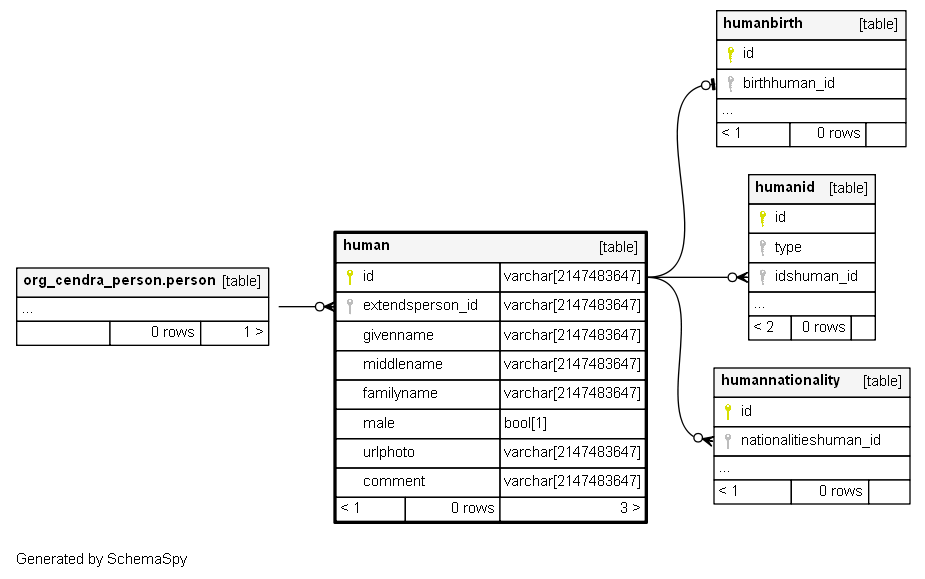 humanbirth [table]
id
birthhuman_id
...
< 1 0 rows
humanid [table]
id
type
idshuman_id
...
< 2 0 rows
human [table]
id varchar[2147483647]
extendsperson_id varchar[2147483647]
givenname varchar[2147483647]
middlename varchar[2147483647]
familyname varchar[2147483647]
male bool[1]
urlphoto varchar[2147483647]
comment varchar[2147483647]
< 1 0 rows 3 >
org_cendra_person.person [table]
...
0 rows 1 >
humannationality [table]
id
nationalitieshuman_id
...
< 1 0 rows
Generated by SchemaSpy